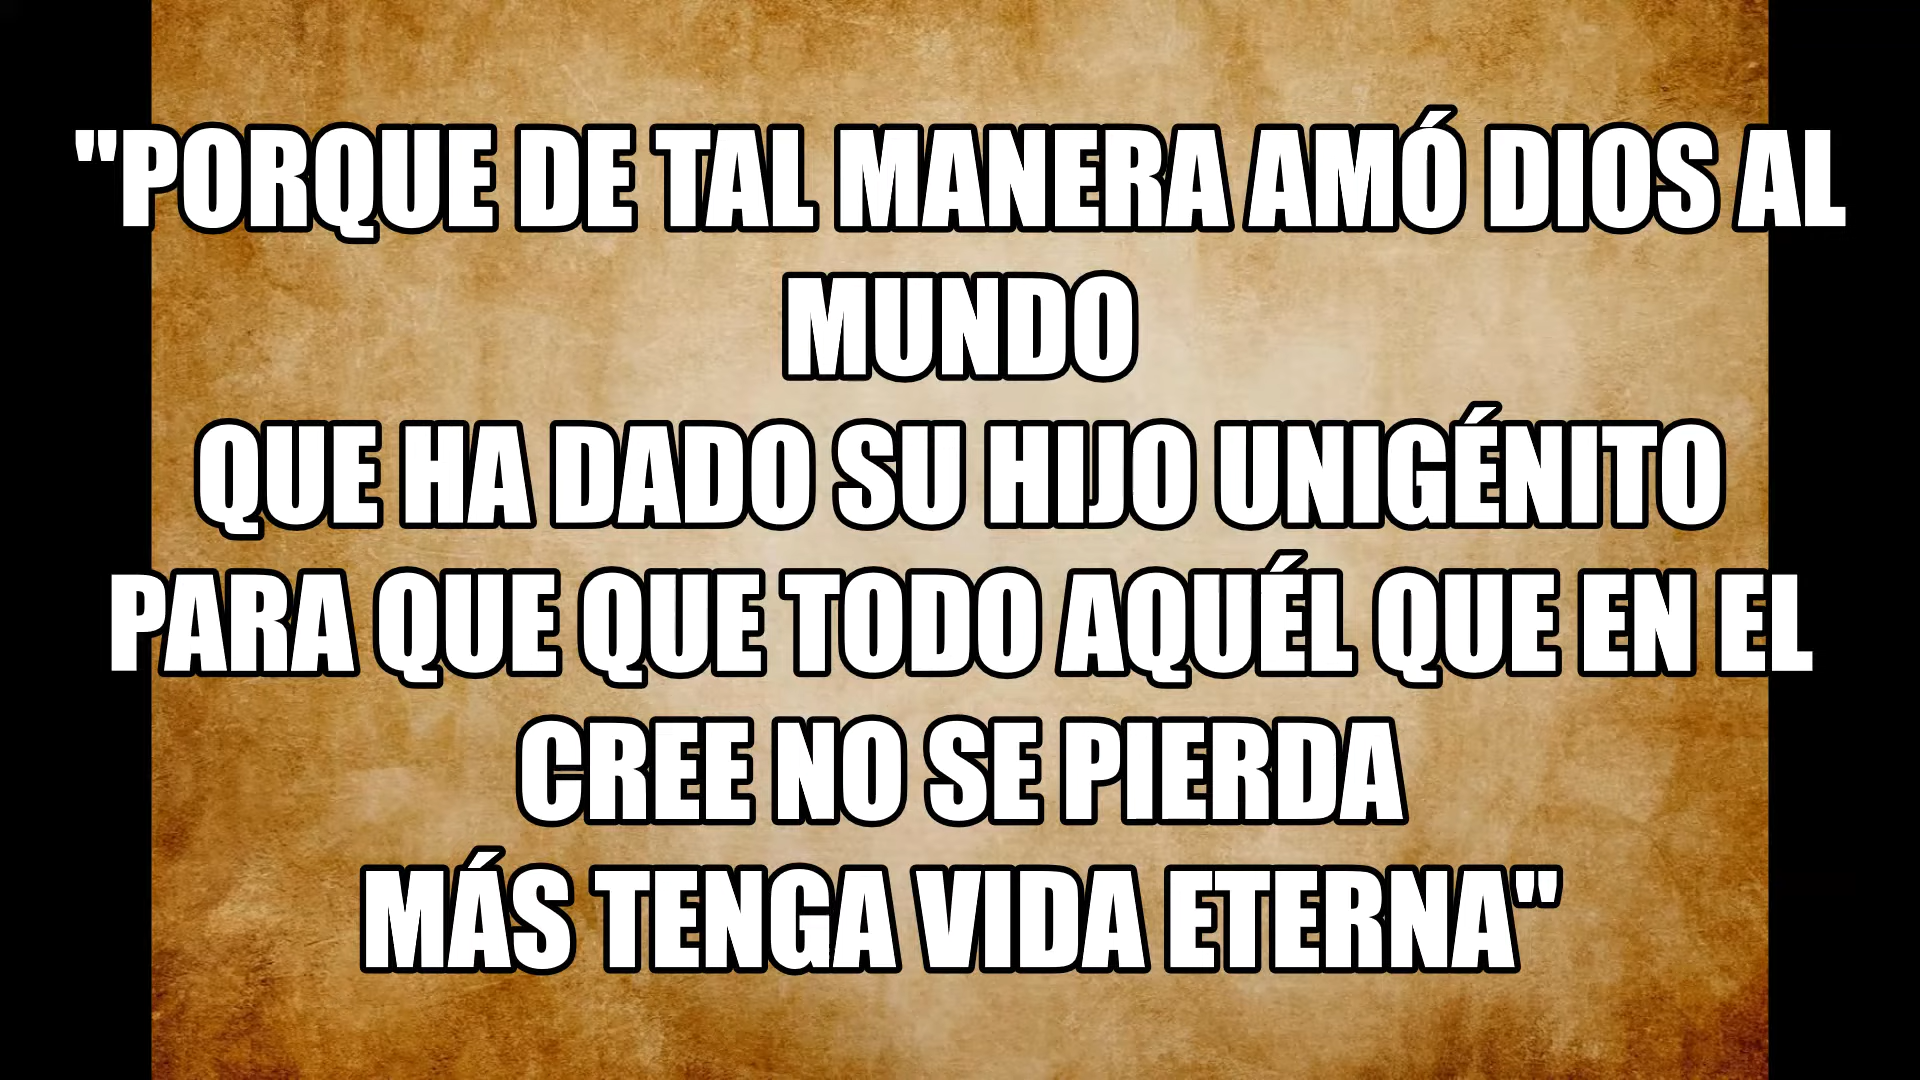 "PORQUE DE TAL MANERA AMÓ DIOS AL
MUNDO
QUE HA DADO SU HIJO UNIGÉNITO
PARA QUE QUE TODO AQUÉL QUE EN EL
CREE NO SE PIERDA
MÁS TENGA VIDA ETERNA"